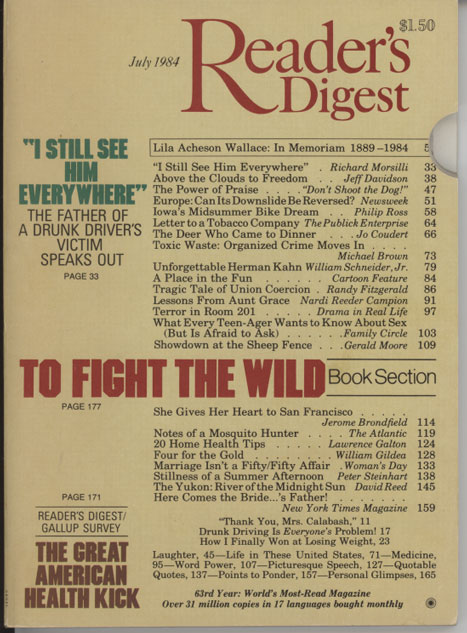 $1.50
July 1984
Reader's
Digest
Lila Acheson Wallace: In Memoriam 1889–1984
"I STILL SEE
HIM
EVERYWHERE"
THE FATHER OF
A DRUNK DRIVER'S
VICTIM
SPEAKS OUT
PAGE 33
"I Still See Him Everywhere" . Richard Morsilli 33
Above the Clouds to Freedom . . Jeff Davidson 38
The Power of Praise . . . . "Don't Shoot the Dog!" 47
Europe: Can Its Downslide Be Reversed? Newsweek 51
Iowa's Midsummer Bike Dream . . Philip Ross 58
Letter to a Tobacco Company The Publick Enterprise 64
The Deer Who Came to Dinner . . Jo Coudert 66
Toxic Waste: Organized Crime Moves In . . . .
Michael Brown 73
Unforgettable Herman Kahn William Schneider, Jr. 79
A Place in the Fun . . . . . . Cartoon Feature 84
Tragic Tale of Union Coercion . Randy Fitzgerald 86
Lessons From Aunt Grace Nardi Reeder Campion 91
Terror in Room 201 . . . . . Drama in Real Life 97
What Every Teen-Ager Wants to Know About Sex
(But Is Afraid to Ask) . . . . . . Family Circle 103
Showdown at the Sheep Fence . . . Gerald Moore 109
TO FIGHT THE WILD Book Section
PAGE 177
She Gives Her Heart to San Francisco . . . . .
Jerome Brondfield 114
Notes of a Mosquito Hunter . . . . The Atlantic 119
20 Home Health Tips . . . . . Lawrence Galton 124
Four for the Gold . . . . . . . William Gildea 128
Marriage Isn't a Fifty/Fifty Affair . Woman's Day 133
Stillness of a Summer Afternoon Peter Steinhart 138
The Yukon: River of the Midnight Sun David Reed 145
Here Comes the Bride...'s Father! . . . . . . . .
New York Times Magazine 159
PAGE 171
READER'S DIGEST/
GALLUP SURVEY
THE GREAT
AMERICAN
HEALTH KICK
"Thank You, Mrs. Calabash," 11
Drunk Driving Is Everyone's Problem! 17
How I Finally Won at Losing Weight, 23
Laughter, 45—Life in These United States, 71—Medicine,
95—Word Power, 107—Picturesque Speech, 127—Quotable
Quotes, 137—Points to Ponder, 157—Personal Glimpses, 165
63rd Year: World's Most-Read Magazine
Over 31 million copies in 17 languages bought monthly